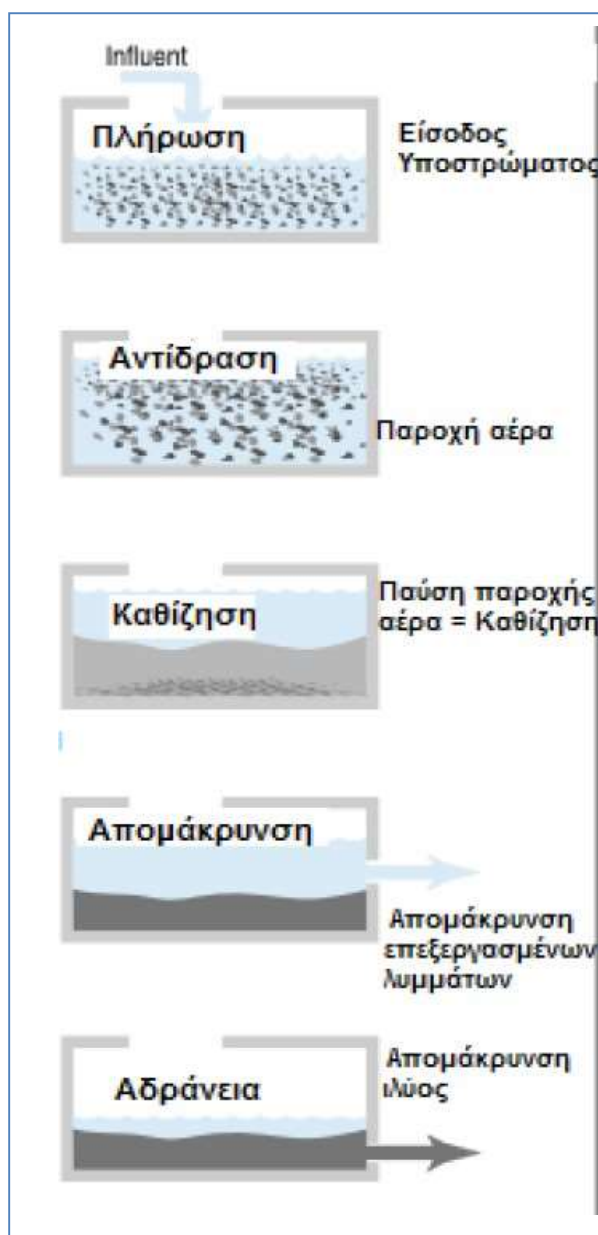 Influent
Πλήρωση
Είσοδος
Υποστρώματος
Αντίδραση
Παροχή αέρα
Καθίζηση
Παύση παροχής
αέρα = Καθίζηση
Απομάκρυνση
Απομάκρυνση
επεξεργασμένων
λυμμάτων
Αδράνεια
Απομάκρυνση
ιλύος